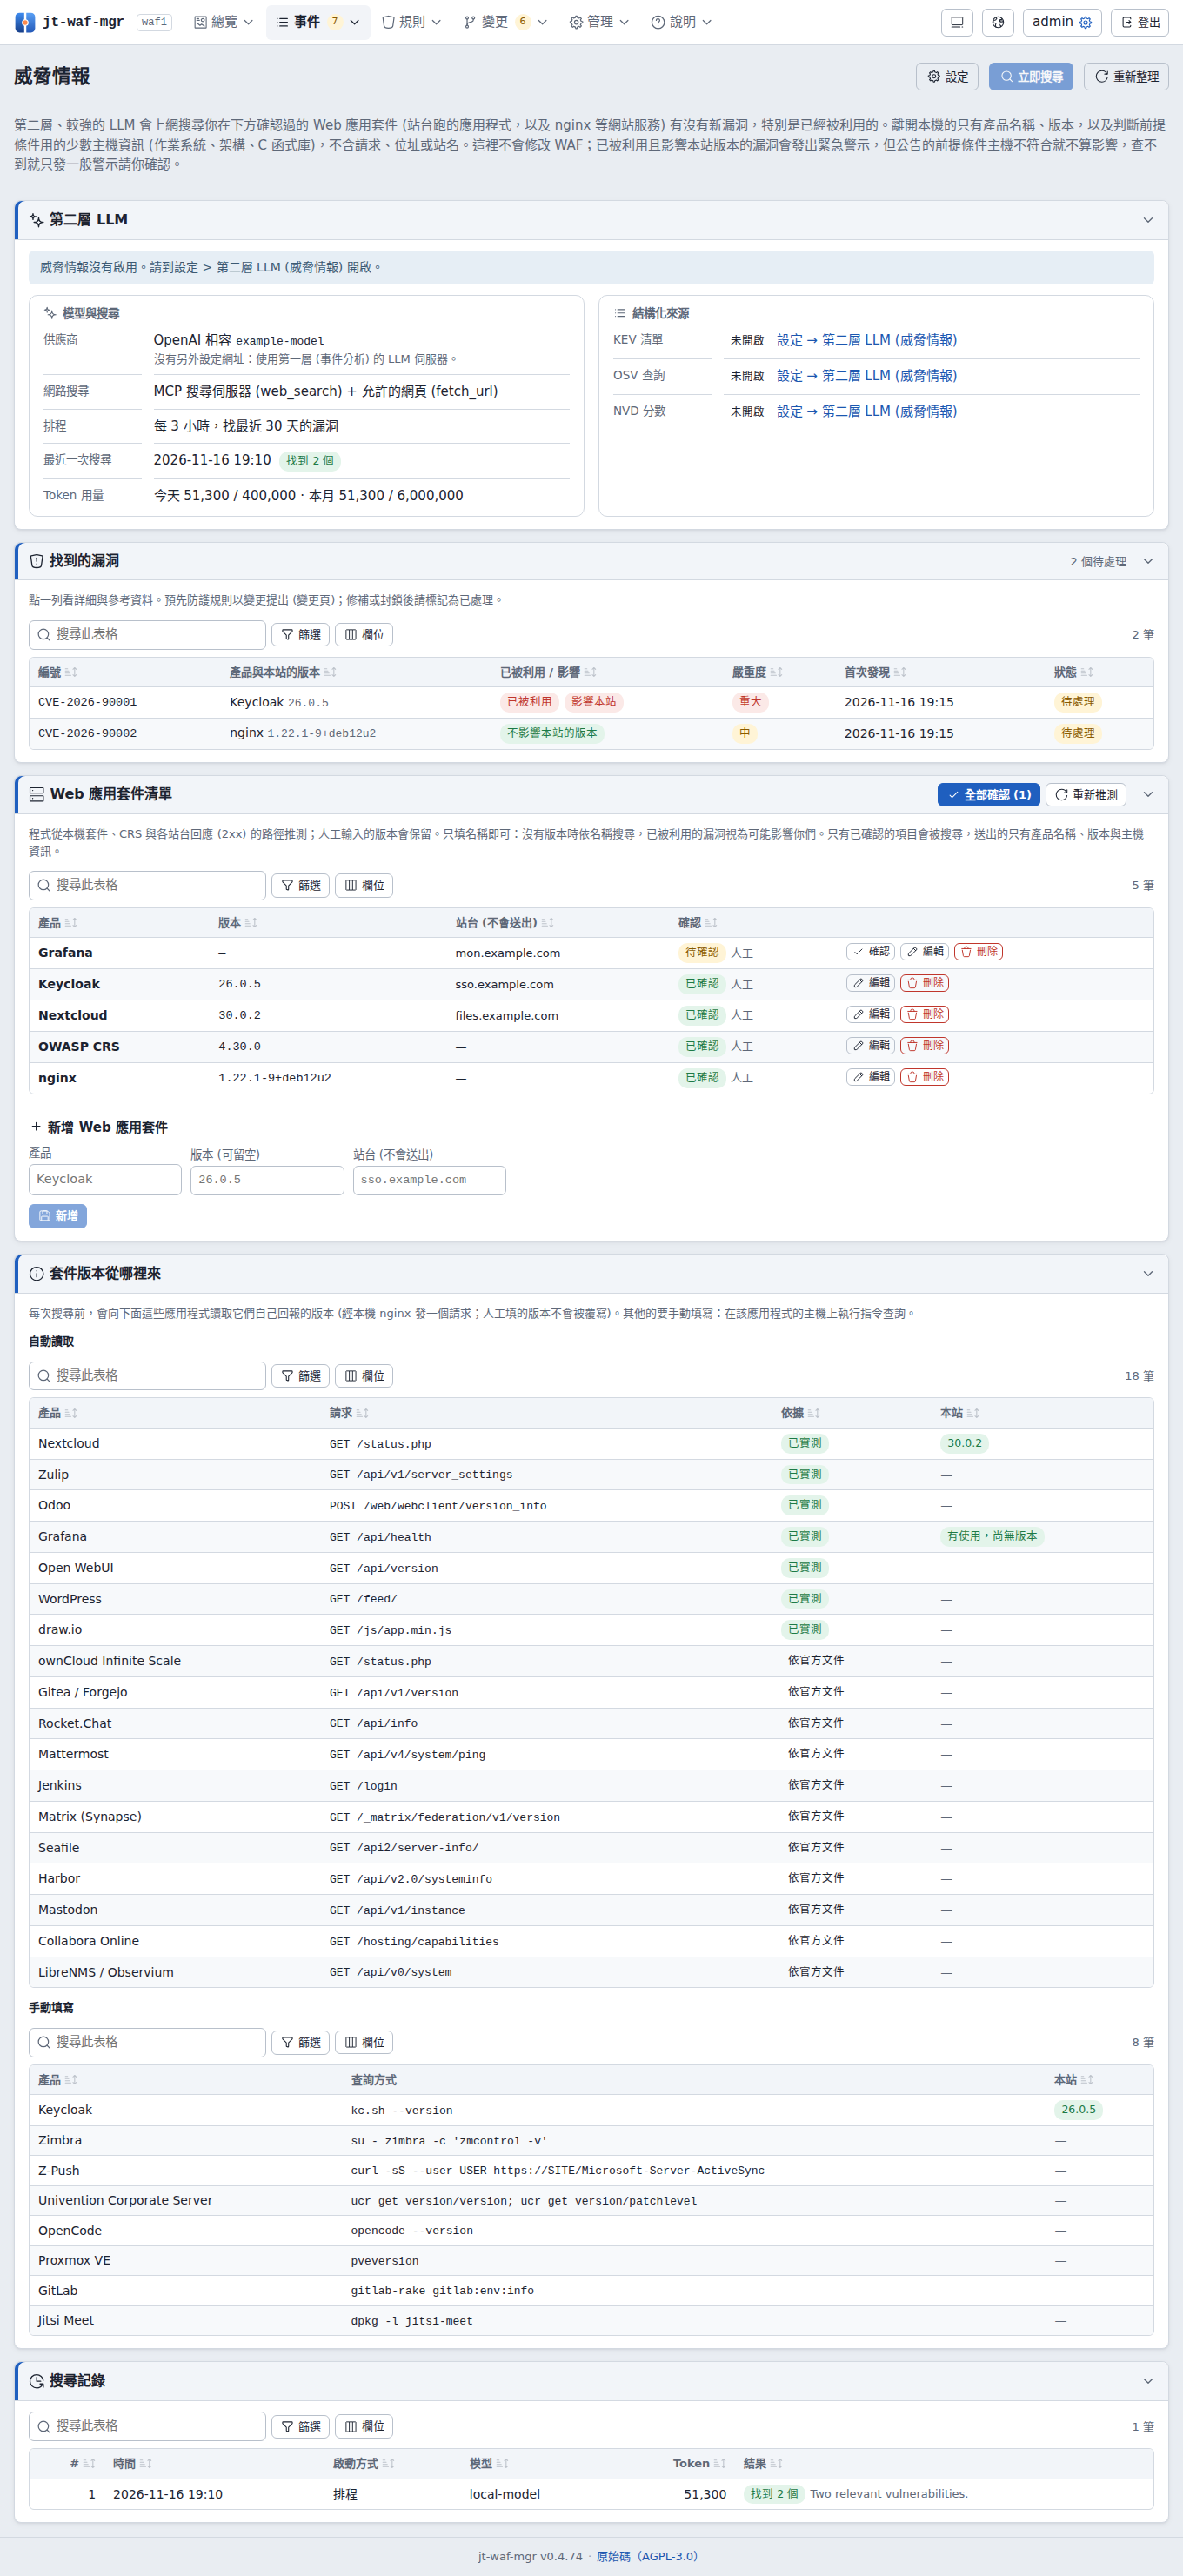 jt-waf-mgr waf1 總覽 事件 7 規則 變更 6 管理 說明 admin 登出
威脅情報 設定 立即搜尋 重新整理
第二層、較強的 LLM 會上網搜尋你在下方確認過的 Web 應用套件 (站台跑的應用程式，以及 nginx 等網站服務) 有沒有新漏洞，特別是已經被利用的。離開本機的只有產品名稱、版本，以及判斷前提
條件用的少數主機資訊 (作業系統、架構、C 函式庫)，不含請求、位址或站名。這裡不會修改 WAF；已被利用且影響本站版本的漏洞會發出緊急警示，但公告的前提條件主機不符合就不算影響，查不
到就只發一般警示請你確認。
第二層 LLM
威脅情報沒有啟用。請到設定 > 第二層 LLM (威脅情報) 開啟。
模型與搜尋
供應商 OpenAI 相容 example-model
沒有另外設定網址：使用第一層 (事件分析) 的 LLM 伺服器。
網路搜尋 MCP 搜尋伺服器 (web_search) + 允許的網頁 (fetch_url)
排程 每 3 小時，找最近 30 天的漏洞
最近一次搜尋 2026-11-16 19:10 找到 2 個
Token 用量 今天 51,300 / 400,000 · 本月 51,300 / 6,000,000
結構化來源
KEV 清單 未開啟 設定 → 第二層 LLM (威脅情報)
OSV 查詢 未開啟 設定 → 第二層 LLM (威脅情報)
NVD 分數 未開啟 設定 → 第二層 LLM (威脅情報)
找到的漏洞 2 個待處理
點一列看詳細與參考資料。預先防護規則以變更提出 (變更頁)；修補或封鎖後請標記為已處理。
搜尋此表格 篩選 欄位 2 筆
編號 產品與本站的版本 已被利用 / 影響 嚴重度 首次發現 狀態
CVE-2026-90001 Keycloak 26.0.5 已被利用 影響本站 重大 2026-11-16 19:15 待處理
CVE-2026-90002 nginx 1.22.1-9+deb12u2 不影響本站的版本 中 2026-11-16 19:15 待處理
Web 應用套件清單 全部確認 (1) 重新推測
程式從本機套件、CRS 與各站台回應 (2xx) 的路徑推測；人工輸入的版本會保留。只填名稱即可：沒有版本時依名稱搜尋，已被利用的漏洞視為可能影響你們。只有已確認的項目會被搜尋，送出的只有產品名稱、版本與主機
資訊。
搜尋此表格 篩選 欄位 5 筆
產品 版本 站台 (不會送出) 確認
Grafana — mon.example.com 待確認 人工 確認 編輯 刪除
Keycloak 26.0.5 sso.example.com 已確認 人工 編輯 刪除
Nextcloud 30.0.2 files.example.com 已確認 人工 編輯 刪除
OWASP CRS 4.30.0 — 已確認 人工 編輯 刪除
nginx 1.22.1-9+deb12u2 — 已確認 人工 編輯 刪除
+ 新增 Web 應用套件
產品 版本 (可留空) 站台 (不會送出)
Keycloak 26.0.5 sso.example.com
新增
套件版本從哪裡來
每次搜尋前，會向下面這些應用程式讀取它們自己回報的版本 (經本機 nginx 發一個請求；人工填的版本不會被覆寫)。其他的要手動填寫：在該應用程式的主機上執行指令查詢。
自動讀取
搜尋此表格 篩選 欄位 18 筆
產品 請求 依據 本站
Nextcloud GET /status.php 已實測 30.0.2
Zulip GET /api/v1/server_settings 已實測 —
Odoo POST /web/webclient/version_info 已實測 —
Grafana GET /api/health 已實測 有使用，尚無版本
Open WebUI GET /api/version 已實測 —
WordPress GET /feed/ 已實測 —
draw.io GET /js/app.min.js 已實測 —
ownCloud Infinite Scale GET /status.php 依官方文件 —
Gitea / Forgejo GET /api/v1/version 依官方文件 —
Rocket.Chat GET /api/info 依官方文件 —
Mattermost GET /api/v4/system/ping 依官方文件 —
Jenkins GET /login 依官方文件 —
Matrix (Synapse) GET /_matrix/federation/v1/version 依官方文件 —
Seafile GET /api2/server-info/ 依官方文件 —
Harbor GET /api/v2.0/systeminfo 依官方文件 —
Mastodon GET /api/v1/instance 依官方文件 —
Collabora Online GET /hosting/capabilities 依官方文件 —
LibreNMS / Observium GET /api/v0/system 依官方文件 —
手動填寫
搜尋此表格 篩選 欄位 8 筆
產品 查詢方式 本站
Keycloak kc.sh --version 26.0.5
Zimbra su - zimbra -c 'zmcontrol -v' —
Z-Push curl -sS --user USER https://SITE/Microsoft-Server-ActiveSync —
Univention Corporate Server ucr get version/version; ucr get version/patchlevel —
OpenCode opencode --version —
Proxmox VE pveversion —
GitLab gitlab-rake gitlab:env:info —
Jitsi Meet dpkg -l jitsi-meet —
搜尋記錄
搜尋此表格 篩選 欄位 1 筆
# 時間 啟動方式 模型 Token 結果
1 2026-11-16 19:10 排程 local-model 51,300 找到 2 個 Two relevant vulnerabilities.
jt-waf-mgr v0.4.74 · 原始碼（AGPL-3.0）